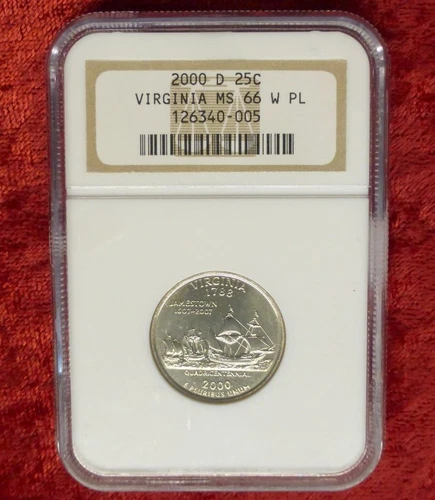 2000 D 25C
VIRGINIA MS 66 W PL
126340-005
VIRGINIA
1788
JAMESTOWN
1607-2007
QUADRICENTENNIAL
2000
E PLURIBUS UNUM